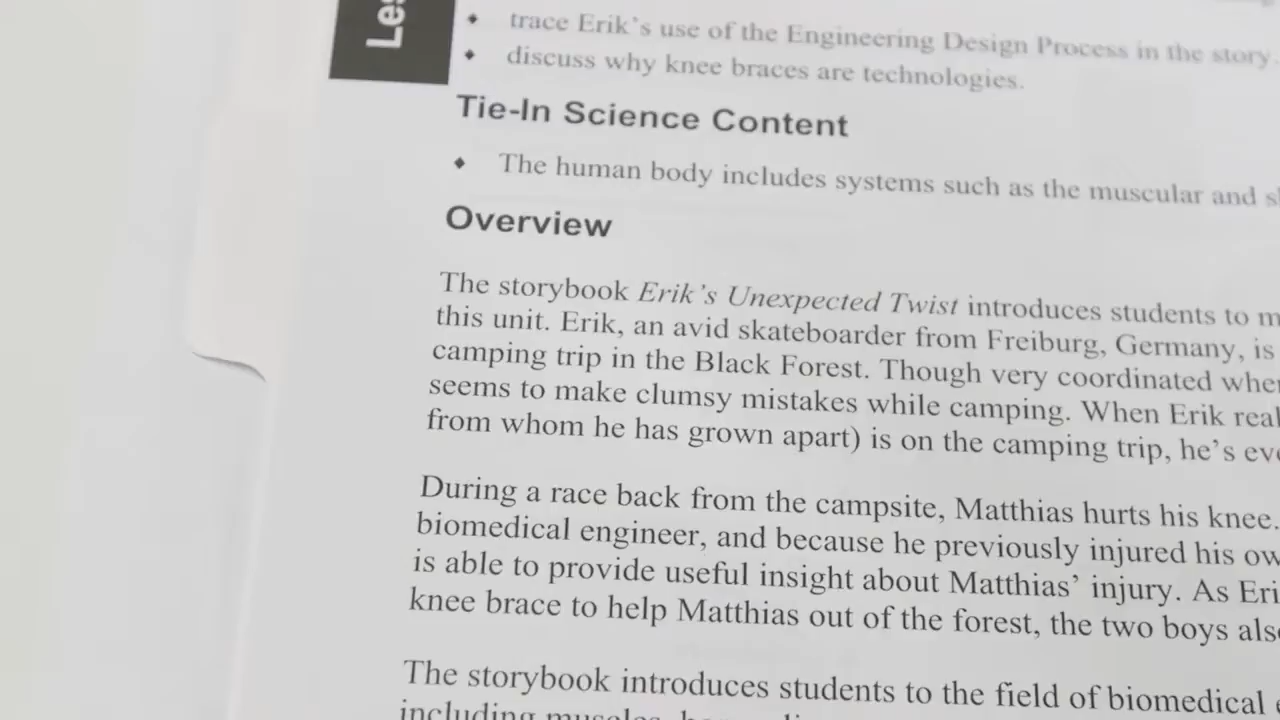 Les
trace Erik's use of the Engineering Design Process in the story.
discuss why knee braces are technologies.
Tie-In Science Content
The human body includes systems such as the muscular and
Overview
The storybook Erik's Unexpected Twist introduces students to
this unit. Erik, an avid skateboarder from Freiburg, Germany, is
camping trip in the Black Forest. Though very coordinated
seems to make clumsy mistakes while camping. When Erik
from whom he has grown apart) is on the camping trip, he's
During a race back from the campsite, Matthias hurts his knee.
biomedical engineer, and because he previously injured his
is able to provide useful insight about Matthias' injury. As
knee brace to help Matthias out of the forest, the two boys
The storybook introduces students to the field of biomedical
including